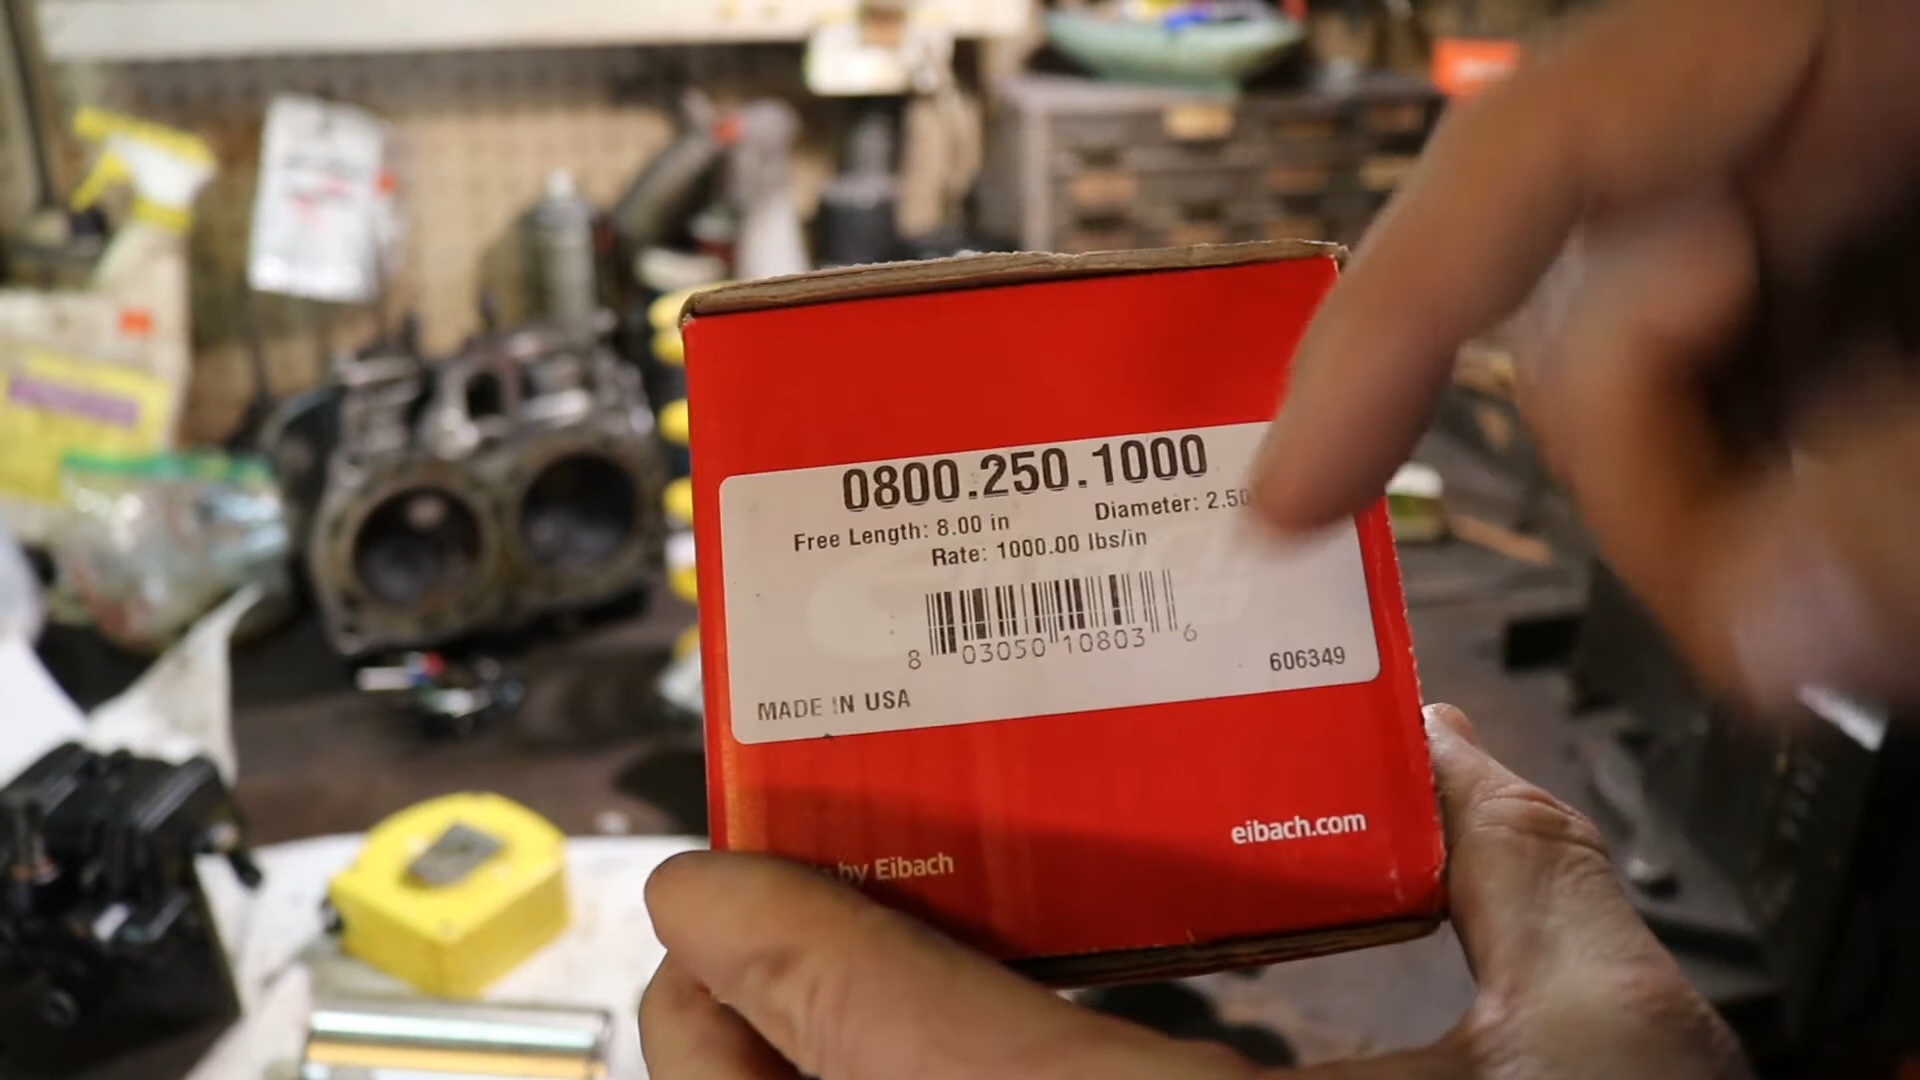 0800.250.1000
Free Length: 8.00 in
Diameter: 2.50
Rate: 1000.00 lbs/in
8 03050 10803 6
606349
MADE IN USA
eibach.com
by Eibach